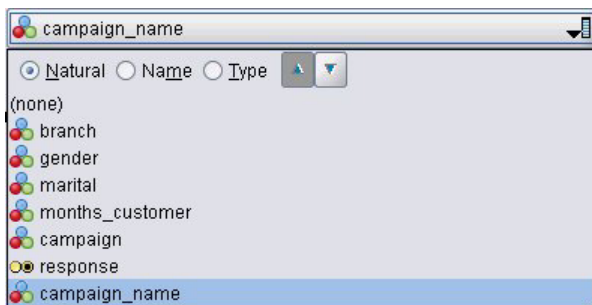 campaign_name
Natural Name Type
(none)
branch
gender
marital
months_customer
campaign
response
campaign_name